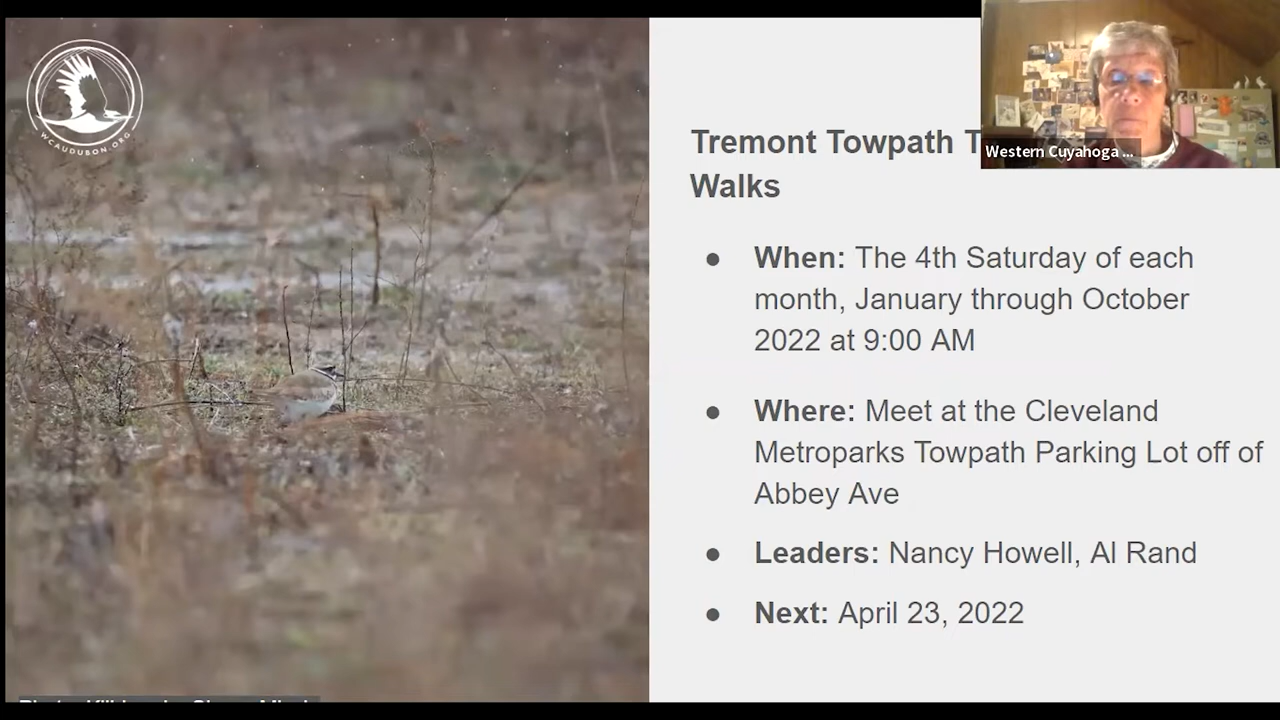 WCAUDUBON.ORG
Tremont Towpath T
Walks
Western Cuyahoga ...
● When: The 4th Saturday of each
month, January through October
2022 at 9:00 AM
● Where: Meet at the Cleveland
Metroparks Towpath Parking Lot off of
Abbey Ave
● Leaders: Nancy Howell, Al Rand
● Next: April 23, 2022